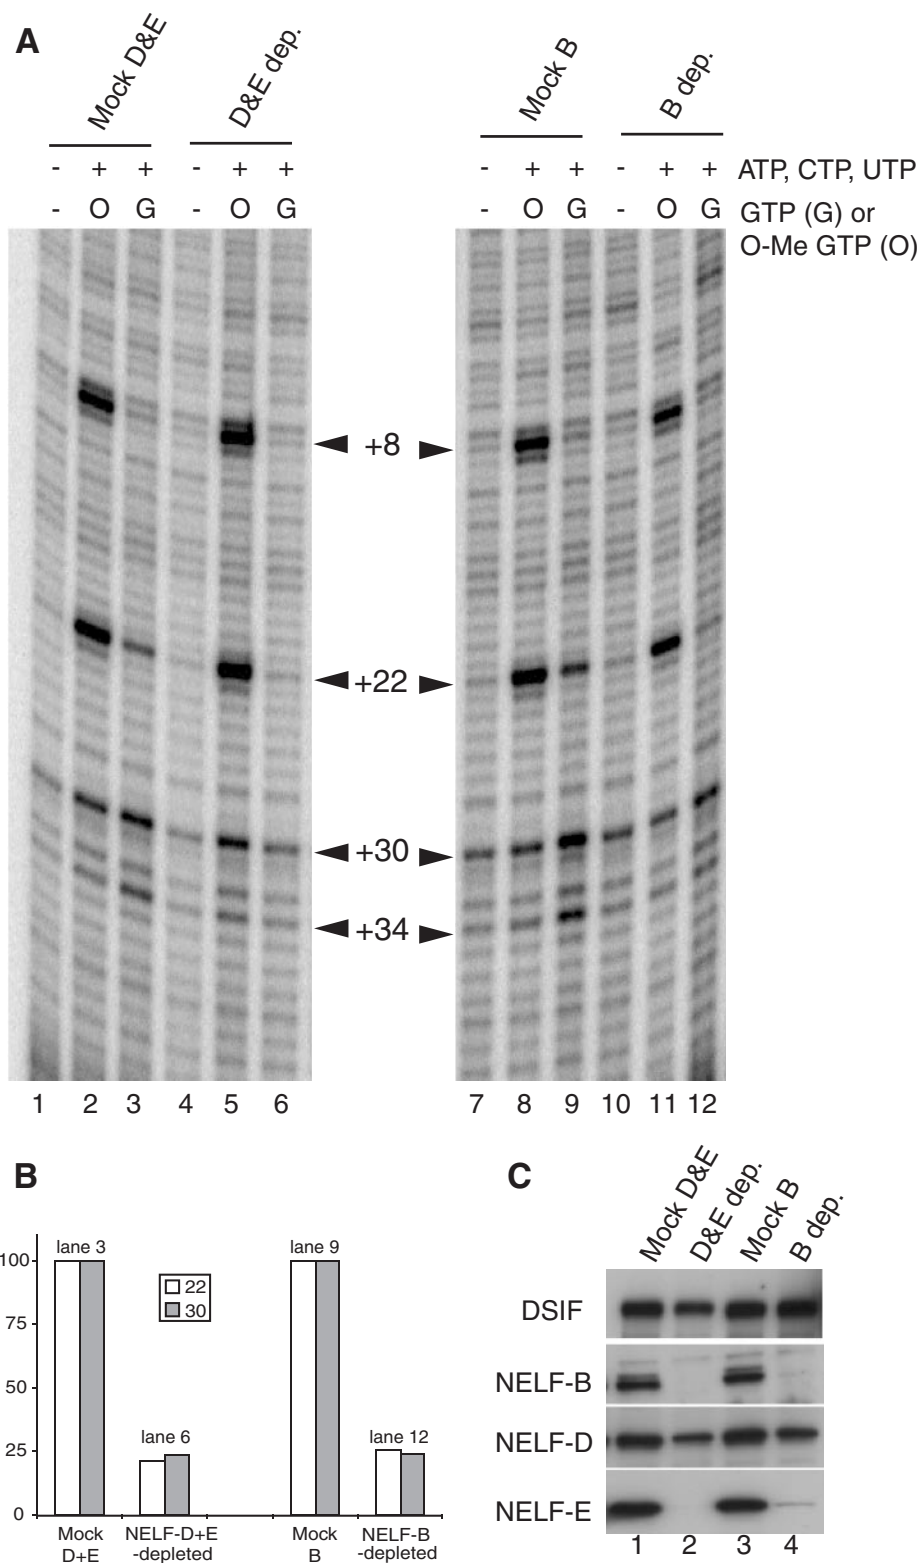 A
Mock D&E
D&E dep.
Mock B
B dep.
- + + - + + - + + - + + ATP, CTP, UTP
- O G - O G - O G - O G GTP (G) or
O-Me GTP (O)
+8
+22
+30
+34
1 2 3 4 5 6 7 8 9 10 11 12
B
100
75
50
25
0
lane 3
lane 6
lane 9
lane 12
22
30
Mock
D+E
NELF-D+E
-depleted
Mock
B
NELF-B
-depleted
C
Mock D&E
D&E dep.
Mock B
B dep.
DSIF
NELF-B
NELF-D
NELF-E
1 2 3 4